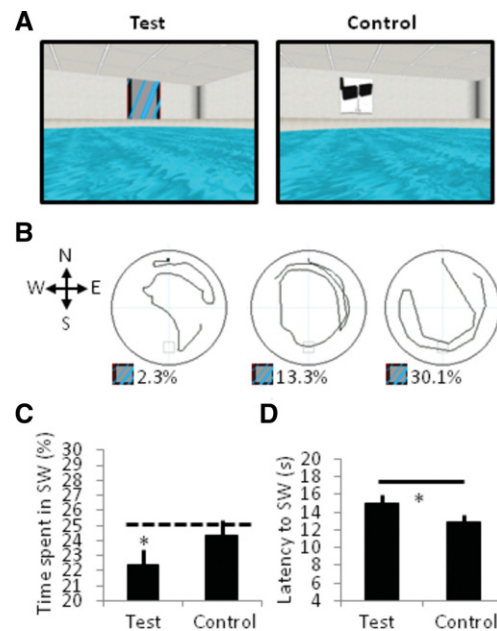 A
Test
Control
B
N
W
E
S
2.3%
13.3%
30.1%
C
Time spent in SW (%)
30
29
28
27
26
25
24
23
22
21
20
*
Test
Control
D
Latency to SW (s)
20
18
16
14
12
10
8
6
4
*
Test
Control